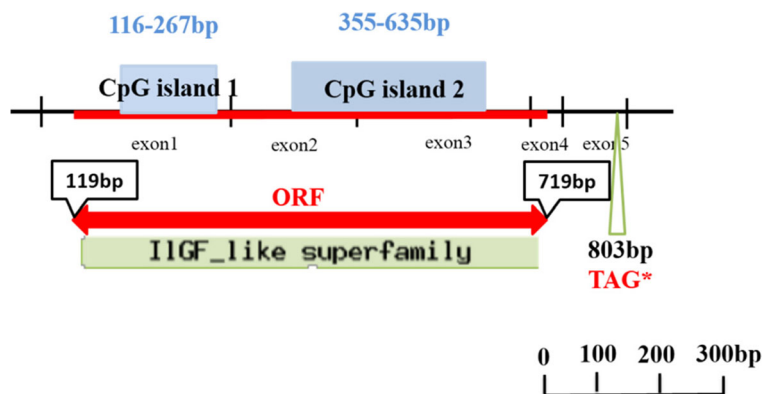 116-267bp
355-635bp
CpG island 1
CpG island 2
exon1
exon2
exon3
exon4
exon5
119bp
719bp
ORF
IlGF_like superfamily
803bp
TAG*
0
100
200
300bp